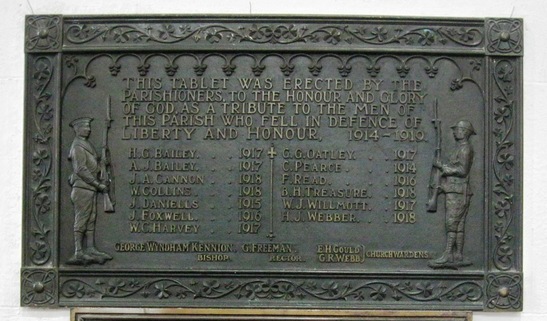 THIS TABLET WAS ERECTED BY THE
PARISHIONERS, TO THE HONOUR AND GLORY
OF GOD, AS A TRIBUTE TO THE MEN OF
THIS PARISH WHO FELL IN DEFENCE OF
LIBERTY AND HONOUR. 1914-1919.
H.G. BAILEY. 1917
A.J. BAILEY. 1917
J.A. CANNON 1918
W. COLLINS. 1918
J. DANIELLS 1915
J. FOXWELL. 1916
W.C. HARVEY. 1917
G.G. OATLEY. 1917
C. PEARCE. 1914
F. READ. 1916
B.H. TREASURE. 1918
W.J. WILLMOTT. 1917
H.J. WEBBER. 1918
GEORGE WYNDHAM KENNION.
BISHOP.
G. FREEMAN.
RECTOR.
E.H. GOULD
G.R. WEBB.
CHURCHWARDENS.